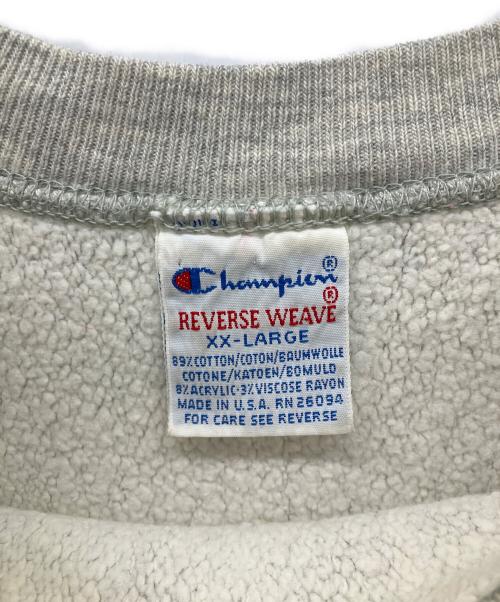 Champion®
REVERSE WEAVE®
XX-LARGE
89% COTTON/COTON/BAUMWOLLE
COTONE/KATOEN/BOMULD
8% ACRYLIC-3% VISCOSE RAYON
MADE IN U.S.A. RN 26094
FOR CARE SEE REVERSE